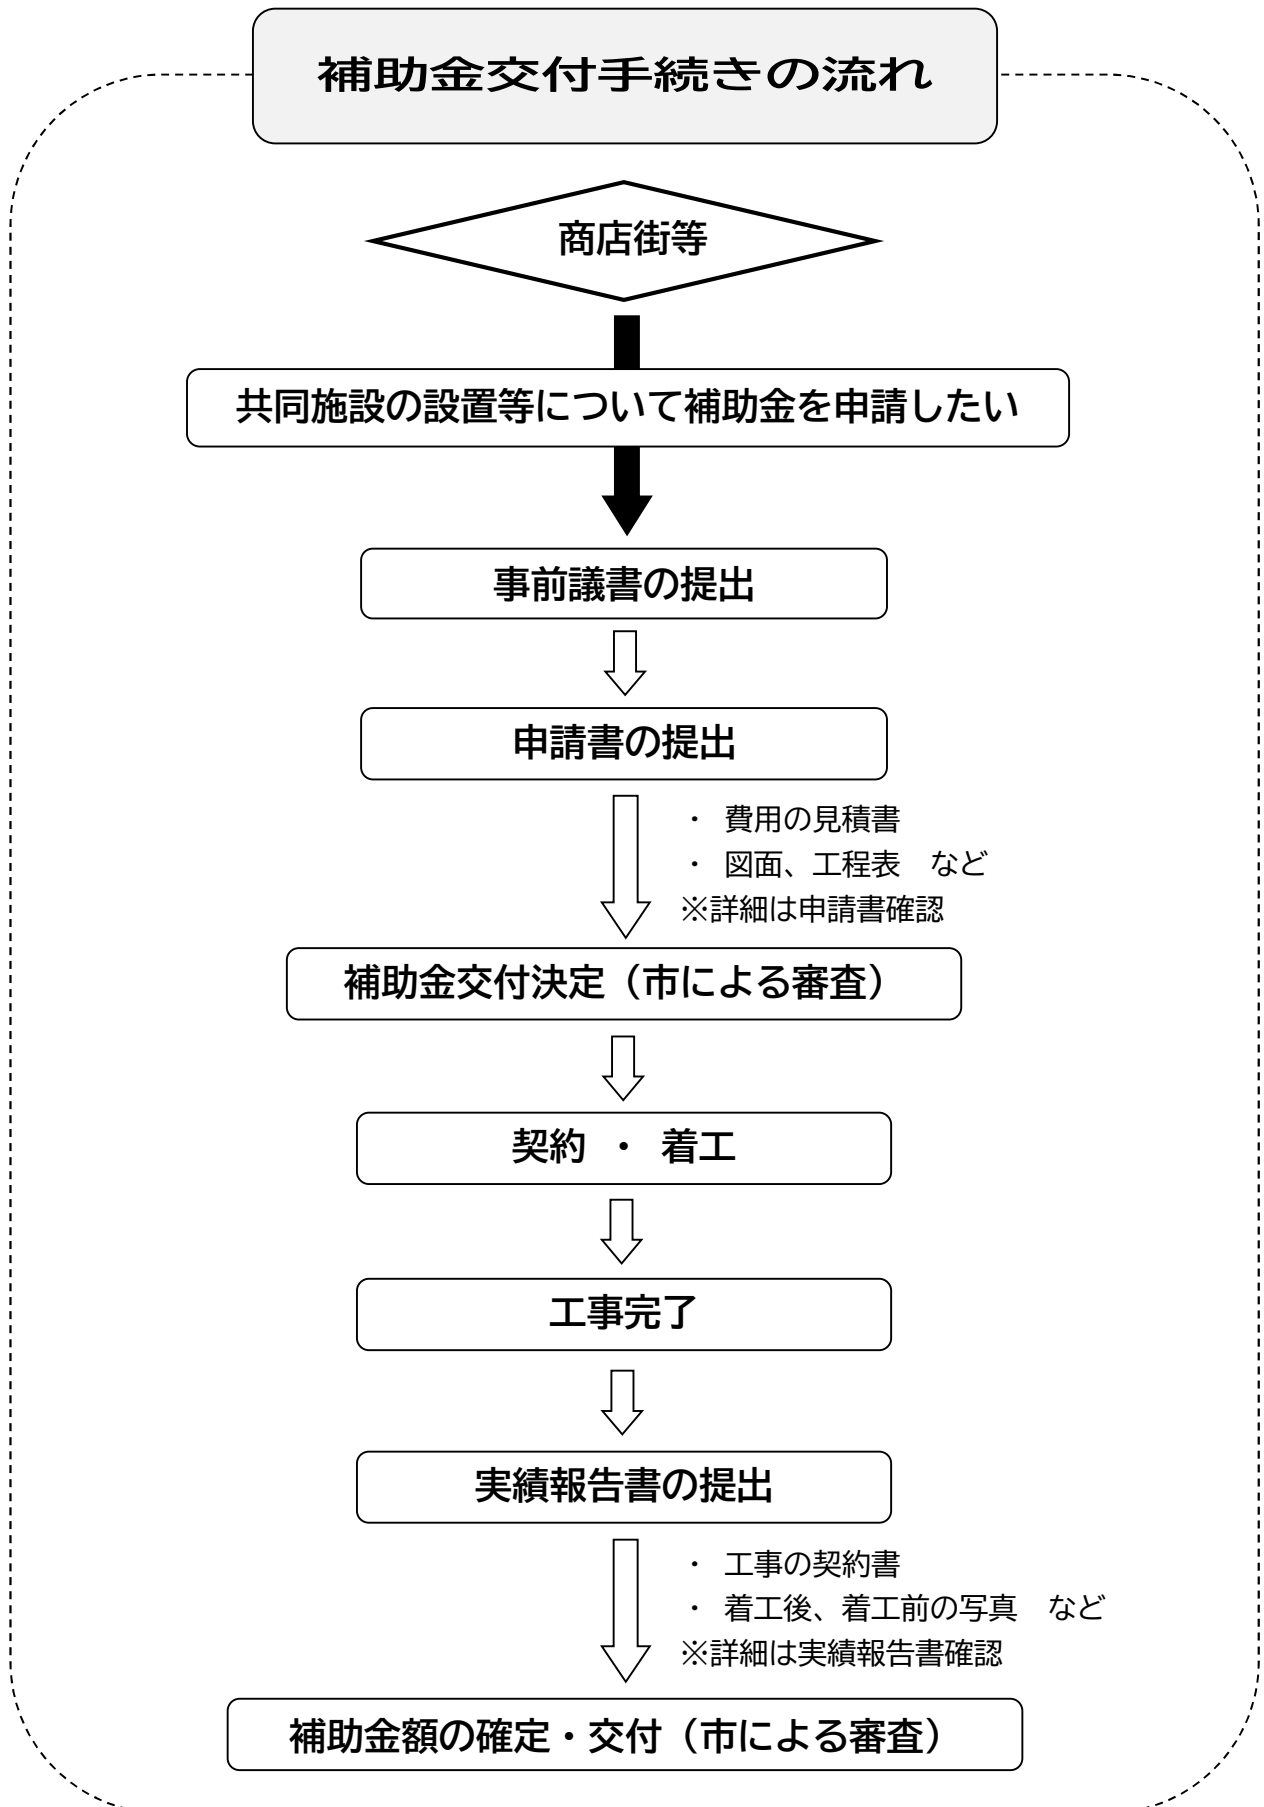 補助金交付手続きの流れ
商店街等
共同施設の設置等について補助金を申請したい
事前議書の提出
申請書の提出
・ 費用の見積書
・ 図面、工程表　など
※詳細は申請書確認
補助金交付決定（市による審査）
契約 ・ 着工
工事完了
実績報告書の提出
・ 工事の契約書
・ 着工後、着工前の写真　など
※詳細は実績報告書確認
補助金額の確定・交付（市による審査）